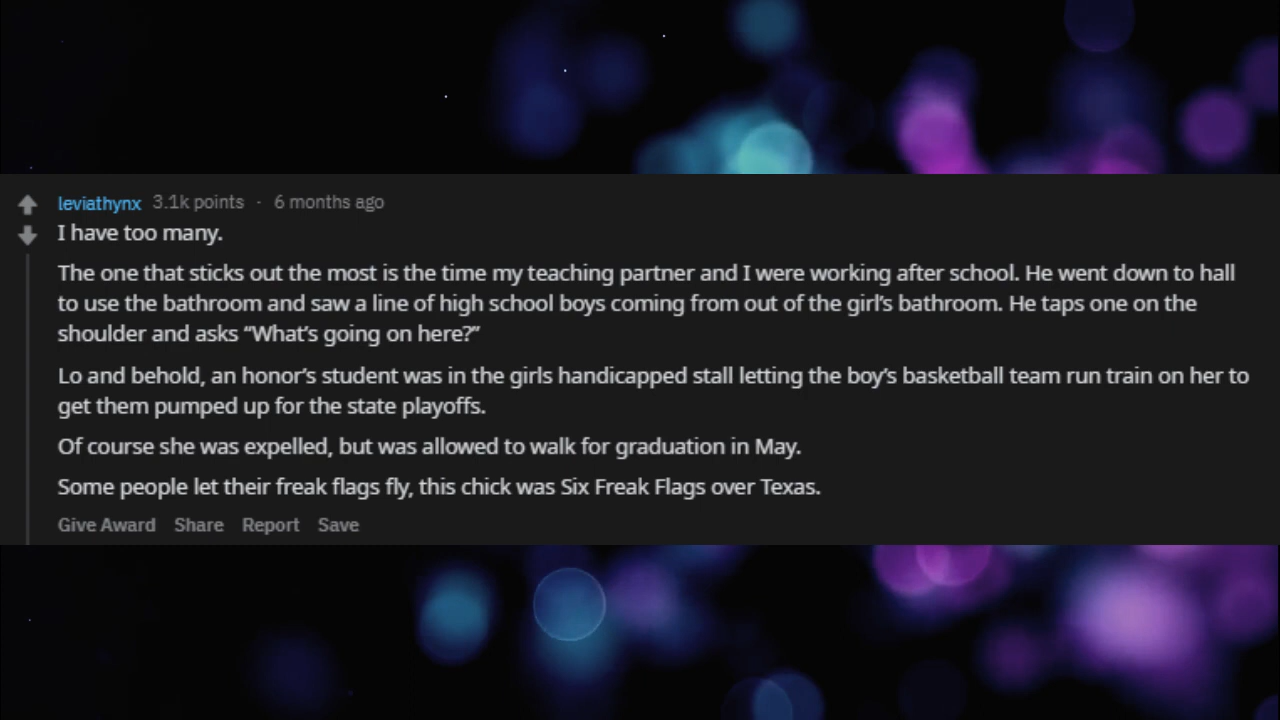 leviathynx 3.1k points · 6 months ago
I have too many.
The one that sticks out the most is the time my teaching partner and I were working after school. He went down to hall
to use the bathroom and saw a line of high school boys coming from out of the girl's bathroom. He taps one on the
shoulder and asks “What's going on here?”
Lo and behold, an honor's student was in the girls handicapped stall letting the boy's basketball team run train on her to
get them pumped up for the state playoffs.
Of course she was expelled, but was allowed to walk for graduation in May.
Some people let their freak flags fly, this chick was Six Freak Flags over Texas.
Give Award Share Report Save